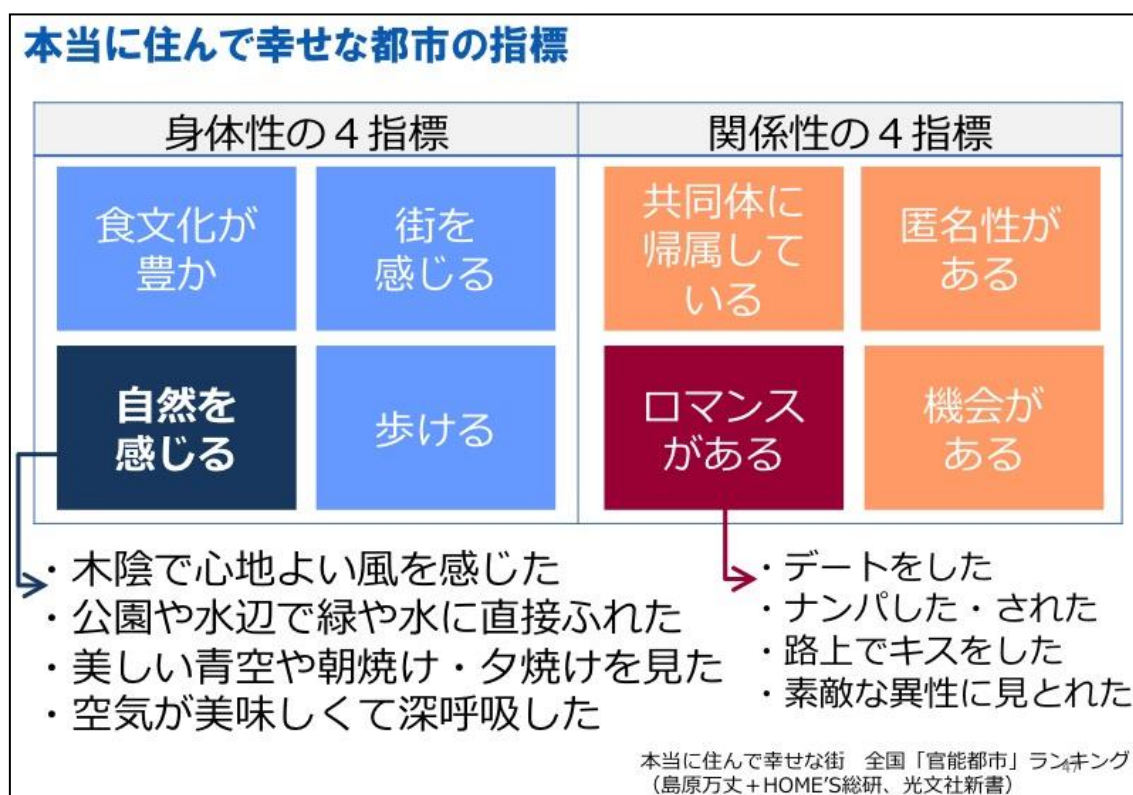 本当に住んで幸せな都市の指標
身体性の４指標
関係性の４指標
食文化が
豊か
街を
感じる
自然を
感じる
歩ける
共同体に
帰属して
いる
匿名性が
ある
ロマンス
がある
機会が
ある
・木陰で心地よい風を感じた
・公園や水辺で緑や水に直接ふれた
・美しい青空や朝焼け・夕焼けを見た
・空気が美味しくて深呼吸した
・デートをした
・ナンパした・された
・路上でキスをした
・素敵な異性に見とれた
本当に住んで幸せな街　全国「官能都市」ランキング
（島原万丈+HOME'S総研、光文社新書）
47